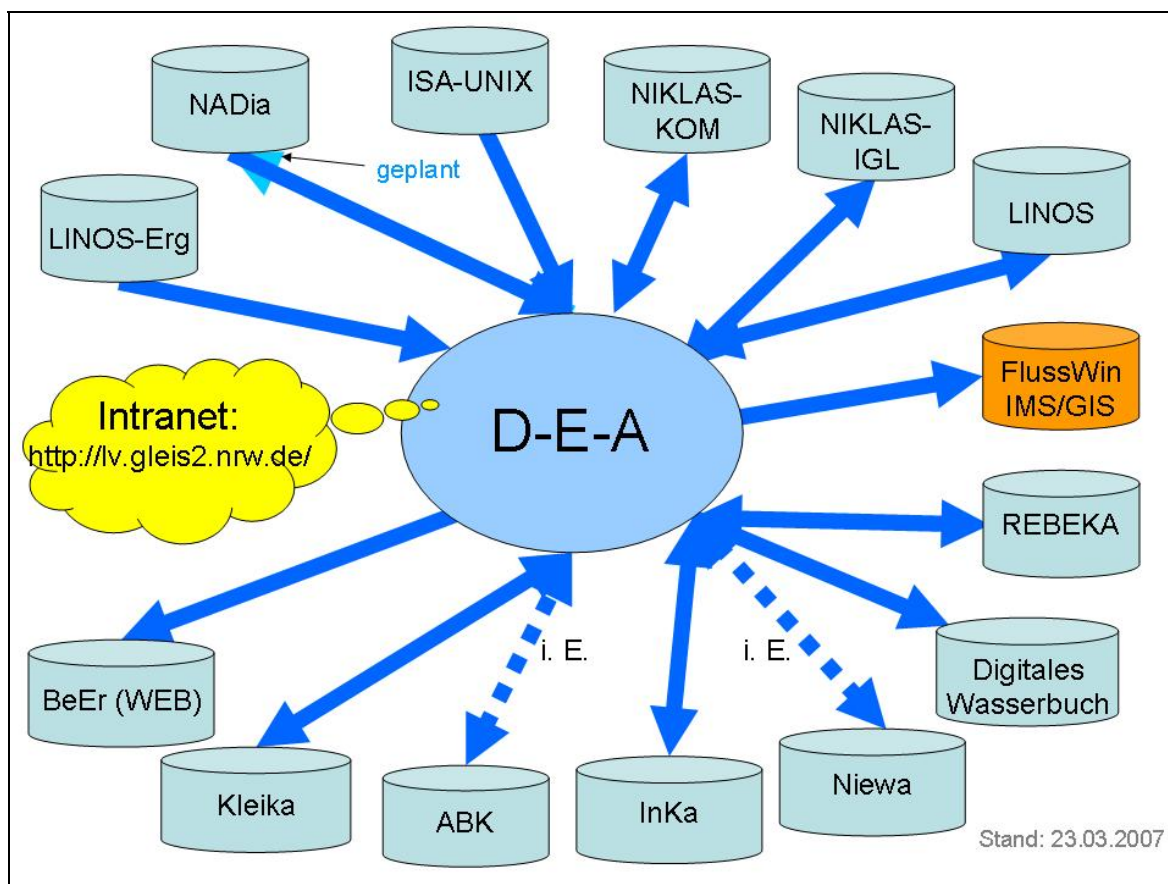 NADia
ISA-UNIX
NIKLAS-
KOM
NIKLAS-
IGL
geplant
LINOS-Erg
LINOS
FlussWin
IMS/GIS
Intranet:
http://lv.gleis2.nrw.de/
D-E-A
REBEKA
i. E.
i. E.
BeEr (WEB)
Digitales
Wasserbuch
Kleika
ABK
InKa
Niewa
Stand: 23.03.2007